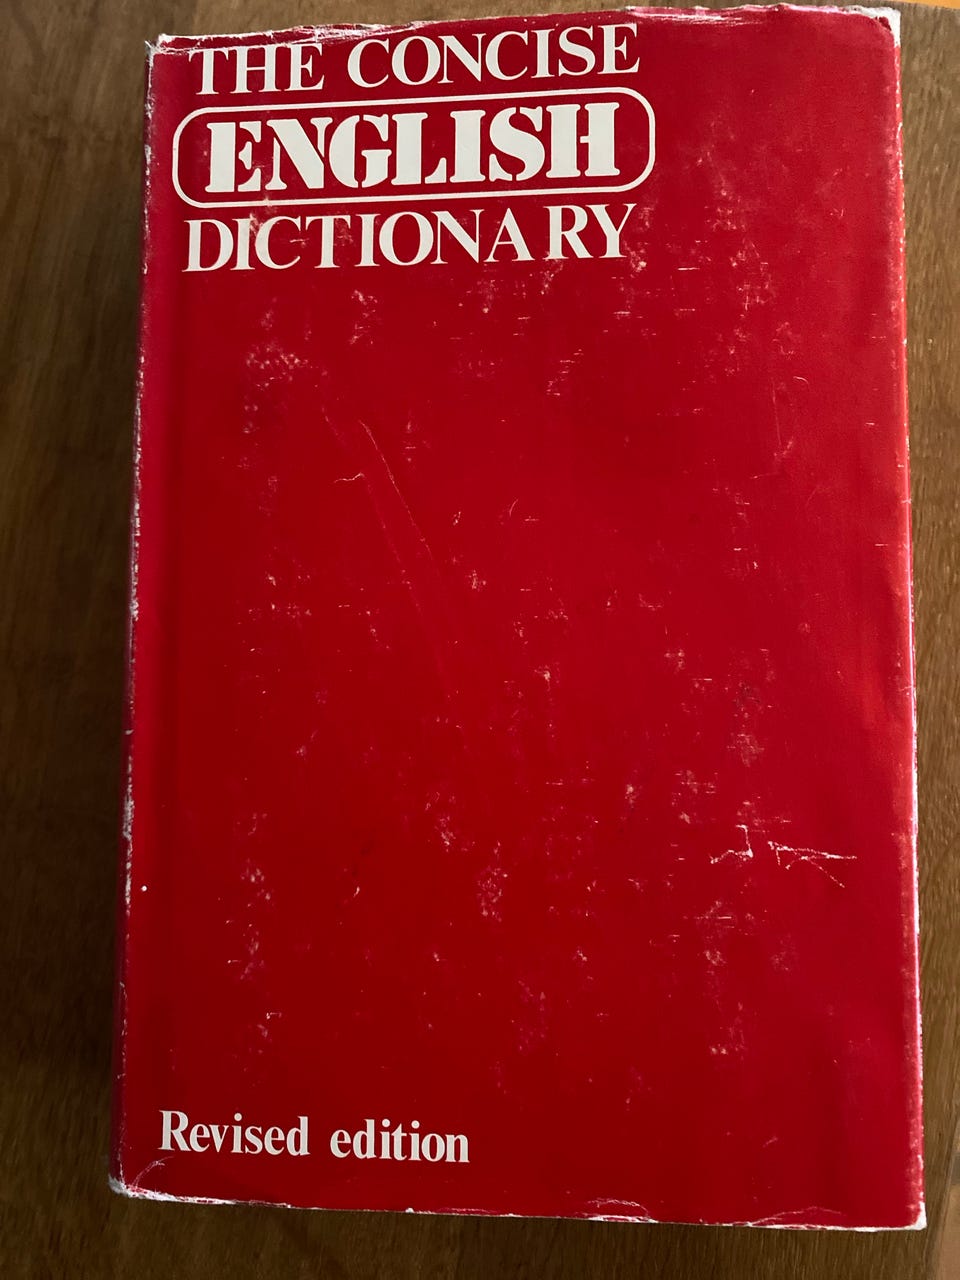 THE CONCISE
ENGLISH
DICTIONARY
Revised edition